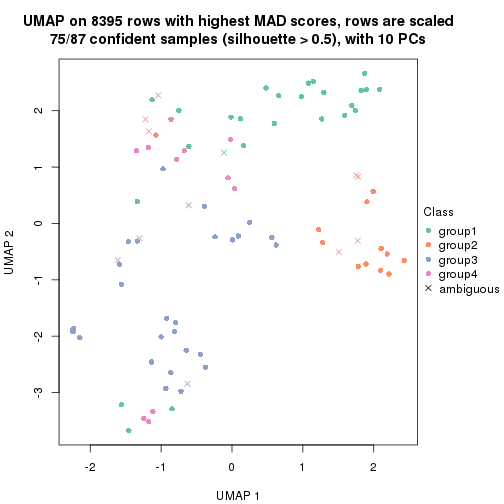 UMAP on 8395 rows with highest MAD scores, rows are scaled
75/87 confident samples (silhouette > 0.5), with 10 PCs
UMAP 2
2
1
0
-1
-2
-3
-2
-1
0
1
2
UMAP 1
Class
group1
group2
group3
group4
ambiguous